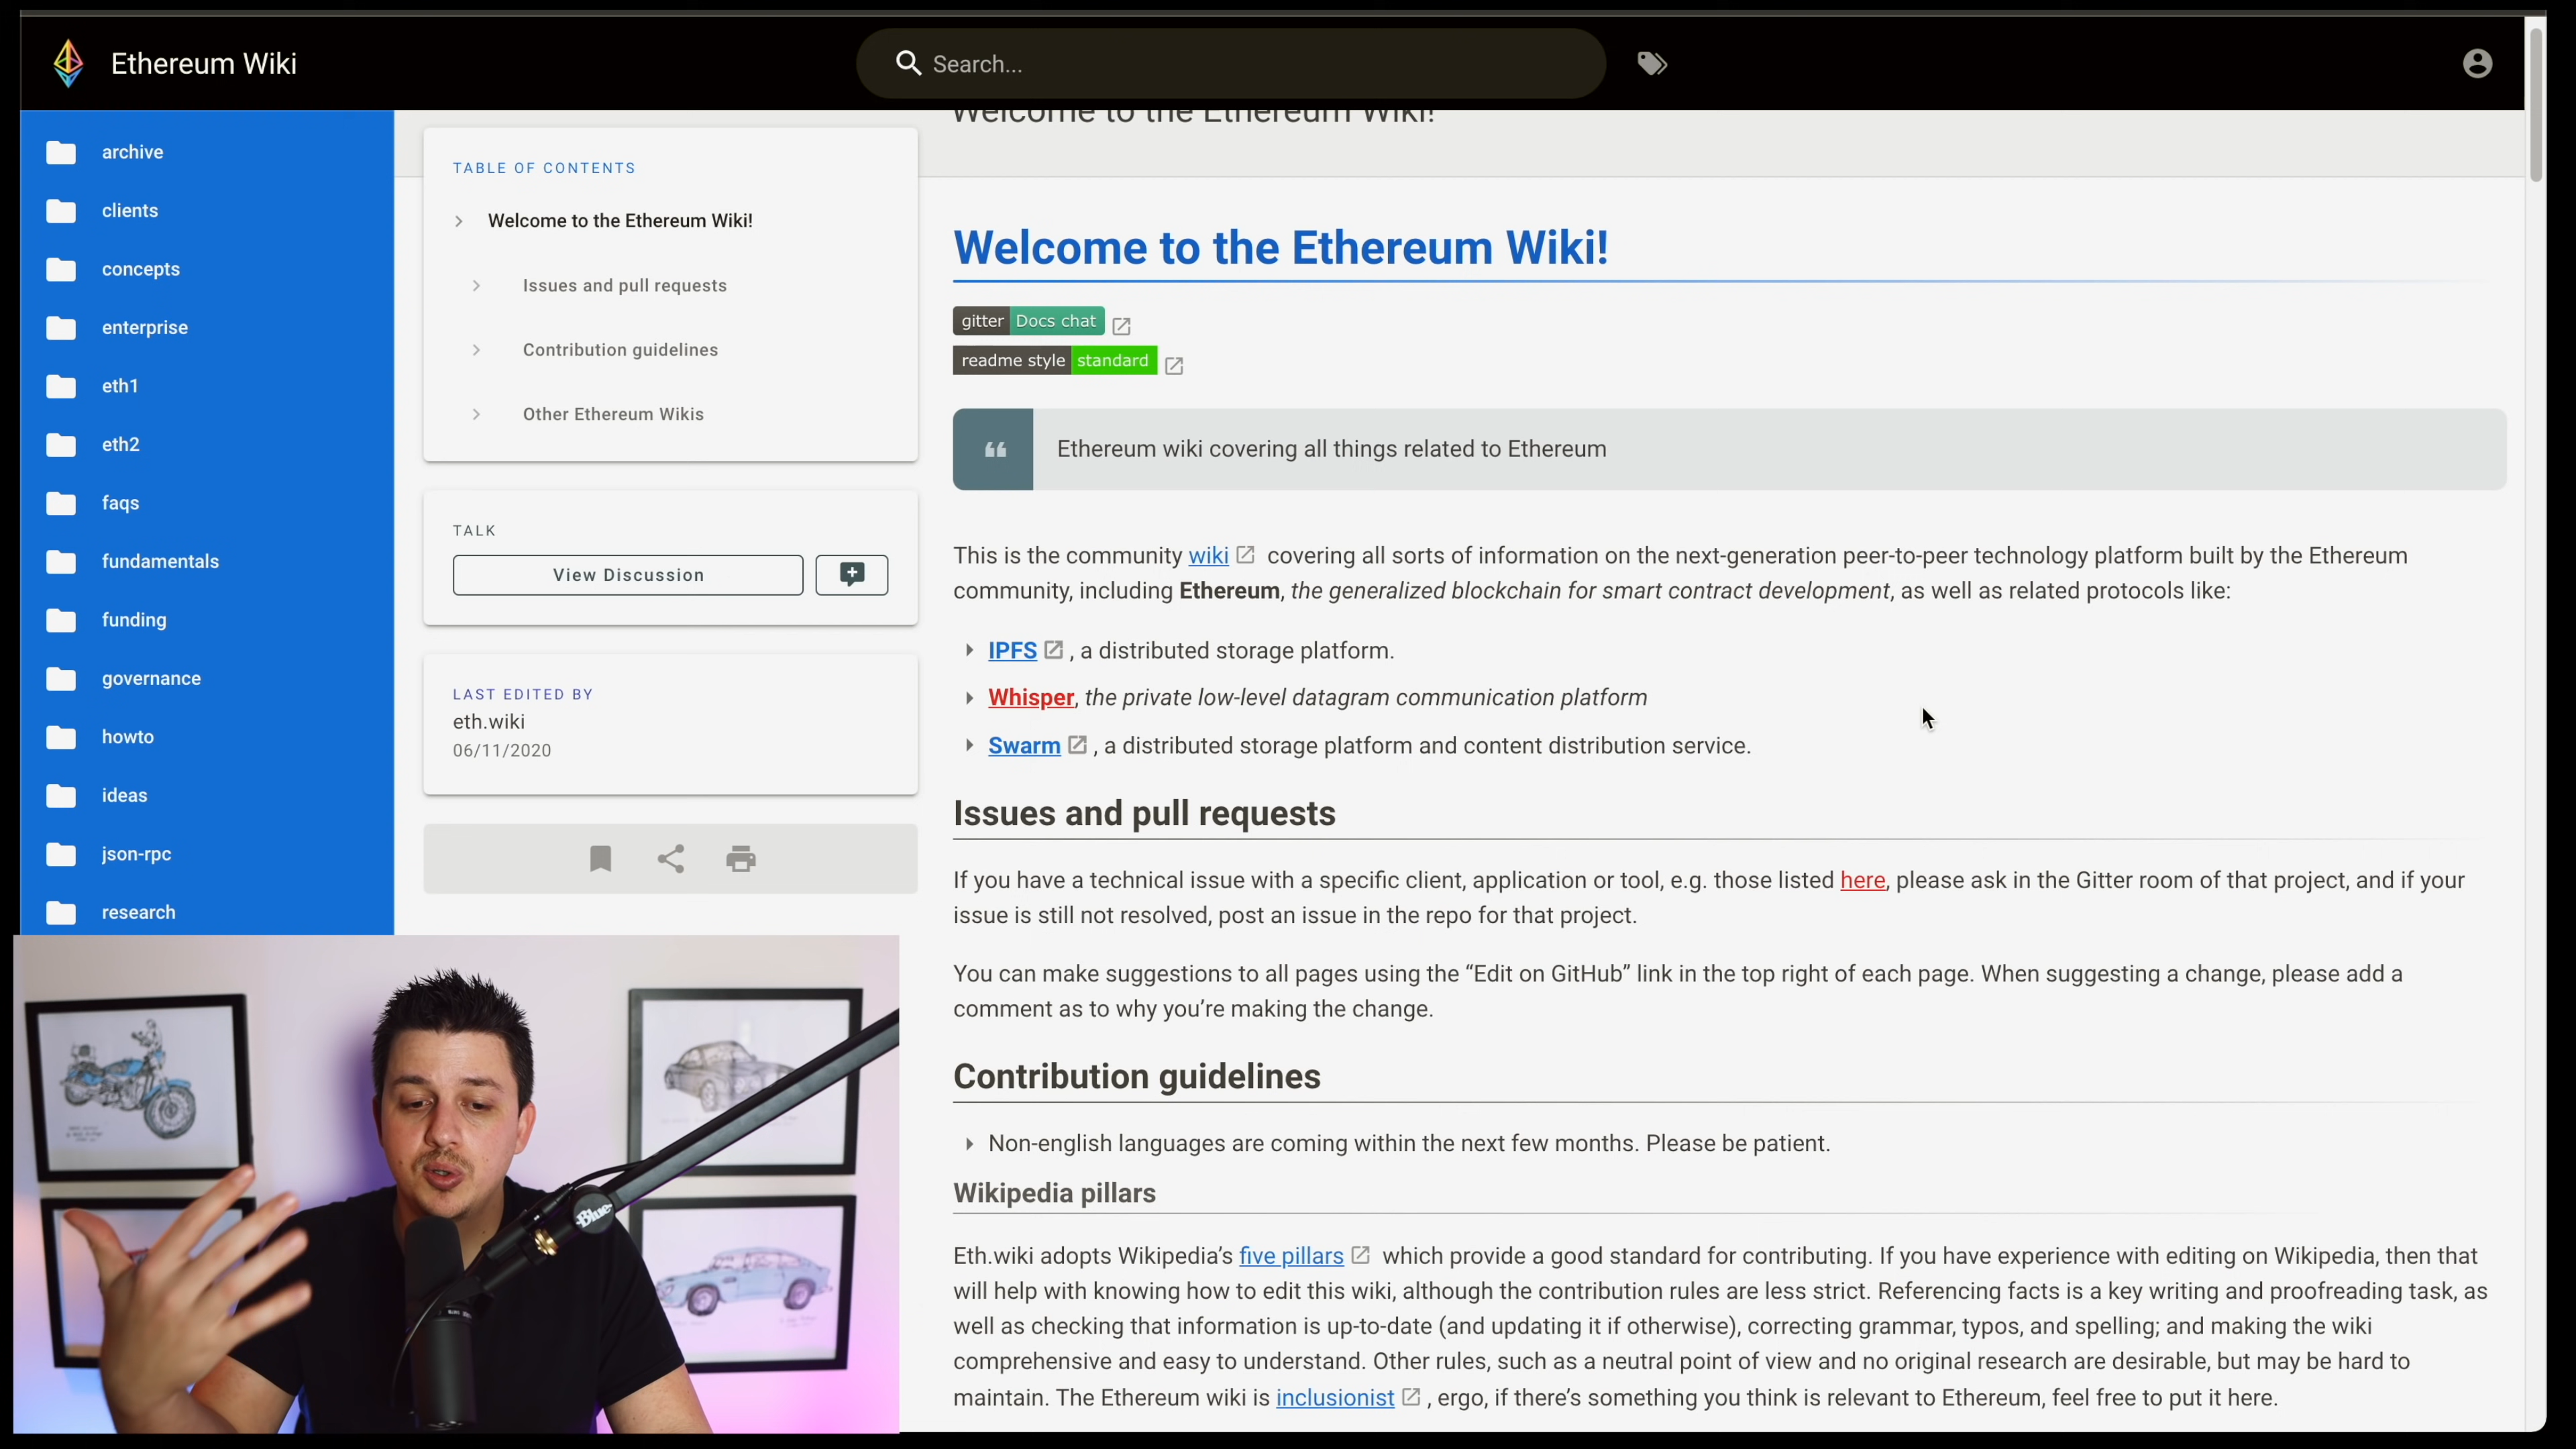 Ethereum Wiki
Search...
archive
clients
concepts
enterprise
eth1
eth2
faqs
fundamentals
funding
governance
howto
ideas
json-rpc
research
TABLE OF CONTENTS
Welcome to the Ethereum Wiki!
Issues and pull requests
Contribution guidelines
Other Ethereum Wikis
TALK
View Discussion
LAST EDITED BY
eth.wiki
06/11/2020
Welcome to the Ethereum Wiki!
Welcome to the Ethereum Wiki!
gitter Docs chat
readme style standard
Ethereum wiki covering all things related to Ethereum
This is the community wiki covering all sorts of information on the next-generation peer-to-peer technology platform built by the Ethereum
community, including Ethereum, the generalized blockchain for smart contract development, as well as related protocols like:
IPFS , a distributed storage platform.
Whisper, the private low-level datagram communication platform
Swarm , a distributed storage platform and content distribution service.
Issues and pull requests
If you have a technical issue with a specific client, application or tool, e.g. those listed here, please ask in the Gitter room of that project, and if your
issue is still not resolved, post an issue in the repo for that project.
You can make suggestions to all pages using the “Edit on GitHub” link in the top right of each page. When suggesting a change, please add a
comment as to why you’re making the change.
Contribution guidelines
Non-english languages are coming within the next few months. Please be patient.
Wikipedia pillars
Eth.wiki adopts Wikipedia’s five pillars which provide a good standard for contributing. If you have experience with editing on Wikipedia, then that
will help with knowing how to edit this wiki, although the contribution rules are less strict. Referencing facts is a key writing and proofreading task, as
well as checking that information is up-to-date (and updating it if otherwise), correcting grammar, typos, and spelling; and making the wiki
comprehensive and easy to understand. Other rules, such as a neutral point of view and no original research are desirable, but may be hard to
maintain. The Ethereum wiki is inclusionist , ergo, if there’s something you think is relevant to Ethereum, feel free to put it here.
Blue